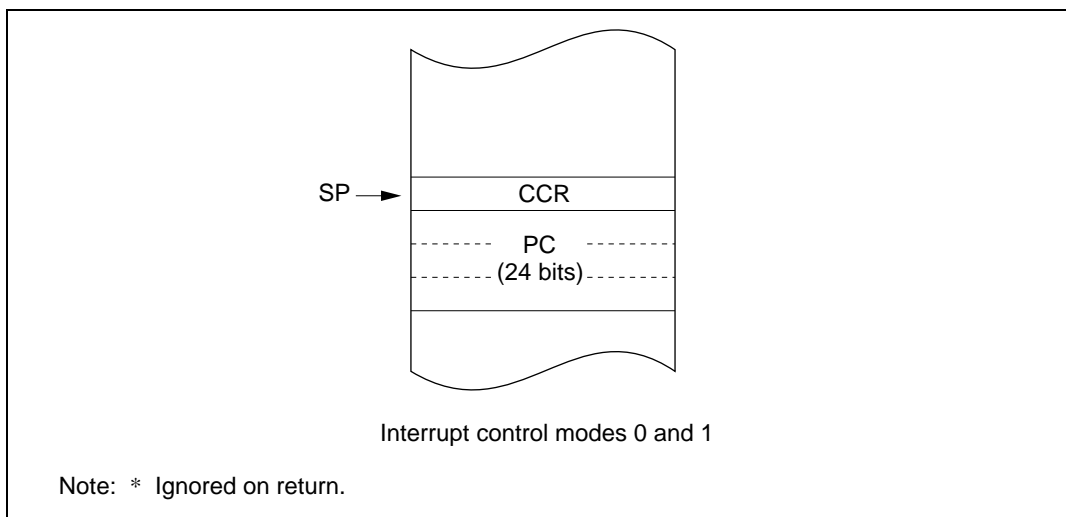 SP CCR
PC
(24 bits)
Interrupt control modes 0 and 1
Note: * Ignored on return.